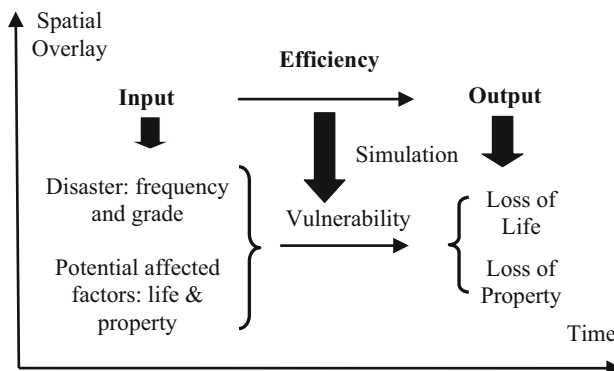 Spatial
Overlay
Efficiency
Input
Output
Simulation
Disaster: frequency
and grade
Vulnerability
Loss of
Life
Potential affected
factors: life &
property
Loss of
Property
Time